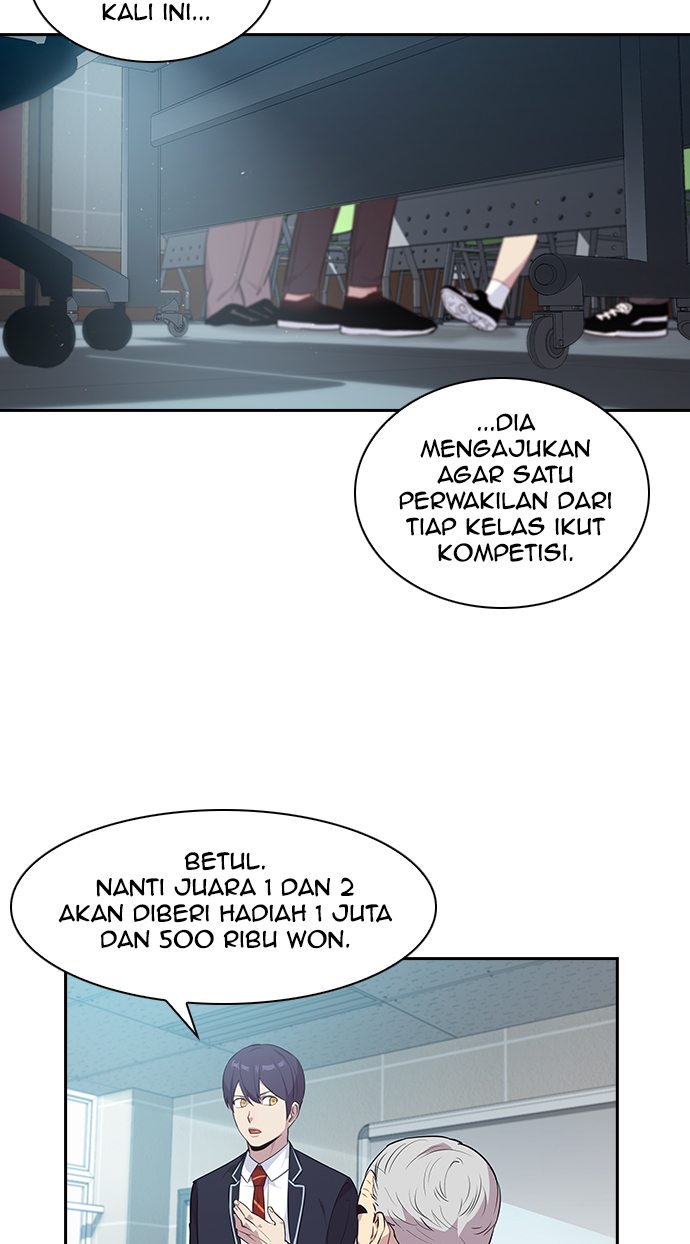 KALI INI...
...DIA
MENGAJUKAN
AGAR SATU
PERWAKILAN DARI
TIAP KELAS IKUT
KOMPETISI.
BETUL.
NANTI JUARA 1 DAN 2
AKAN DIBERI HADIAH 1 JUTA
DAN 500 RIBU WON.